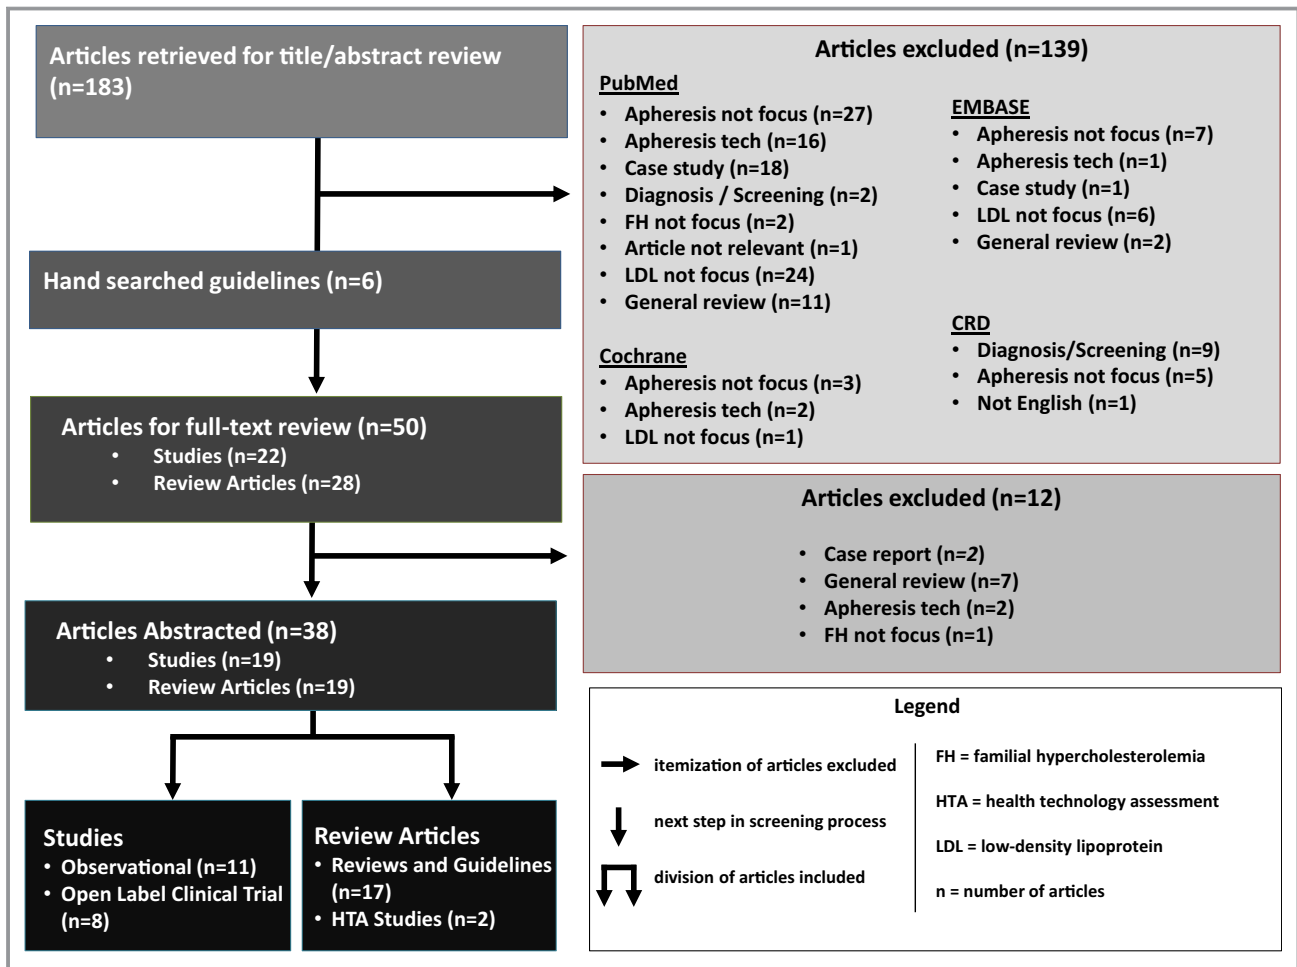 Articles retrieved for title/abstract review
(n=183)
Hand searched guidelines (n=6)
Articles for full-text review (n=50)
• Studies (n=22)
• Review Articles (n=28)
Articles Abstracted (n=38)
• Studies (n=19)
• Review Articles (n=19)
Studies
• Observational (n=11)
• Open Label Clinical Trial
(n=8)
Review Articles
• Reviews and Guidelines
(n=17)
• HTA Studies (n=2)
Articles excluded (n=139)
PubMed
• Apheresis not focus (n=27)
• Apheresis tech (n=16)
• Case study (n=18)
• Diagnosis / Screening (n=2)
• FH not focus (n=2)
• Article not relevant (n=1)
• LDL not focus (n=24)
• General review (n=11)
Cochrane
• Apheresis not focus (n=3)
• Apheresis tech (n=2)
• LDL not focus (n=1)
EMBASE
• Apheresis not focus (n=7)
• Apheresis tech (n=1)
• Case study (n=1)
• LDL not focus (n=6)
• General review (n=2)
CRD
• Diagnosis/Screening (n=9)
• Apheresis not focus (n=5)
• Not English (n=1)
Articles excluded (n=12)
• Case report (n=2)
• General review (n=7)
• Apheresis tech (n=2)
• FH not focus (n=1)
Legend
itemization of articles excluded
next step in screening process
division of articles included
FH = familial hypercholesterolemia
HTA = health technology assessment
LDL = low-density lipoprotein
n = number of articles